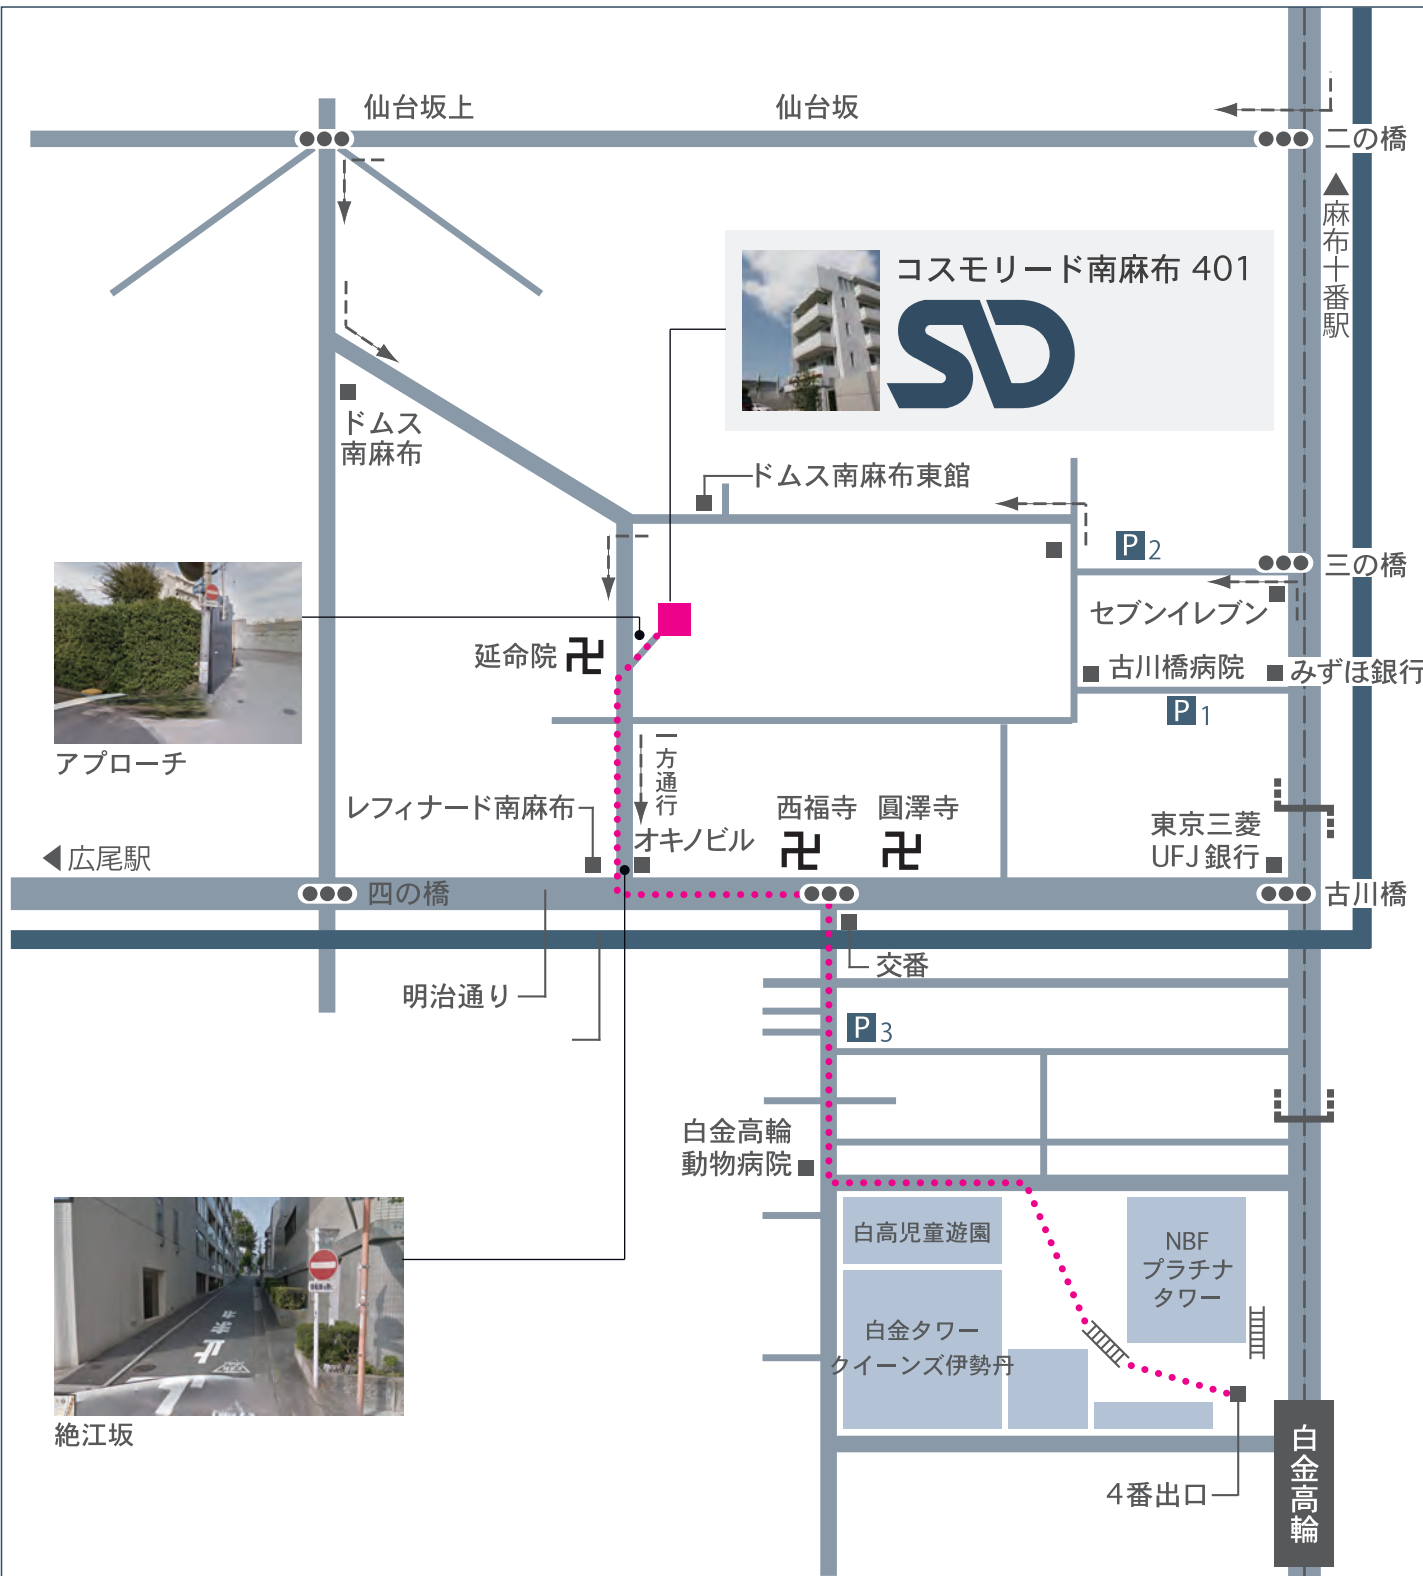 仙台坂上
仙台坂
二の橋
麻布十番駅
コスモリード南麻布 401
SD
ドムス
南麻布
ドムス南麻布東館
P2
三の橋
セブンイレブン
延命院
古川橋病院
みずほ銀行
P1
アプローチ
一方通行
レフィナード南麻布
オキノビル
西福寺
圓澤寺
東京三菱
UFJ銀行
広尾駅
四の橋
古川橋
交番
明治通り
P3
白金高輪
動物病院
白高児童遊園
NBF
プラチナ
タワー
白金タワー
クイーンズ伊勢丹
絶江坂
4番出口
白金高輪